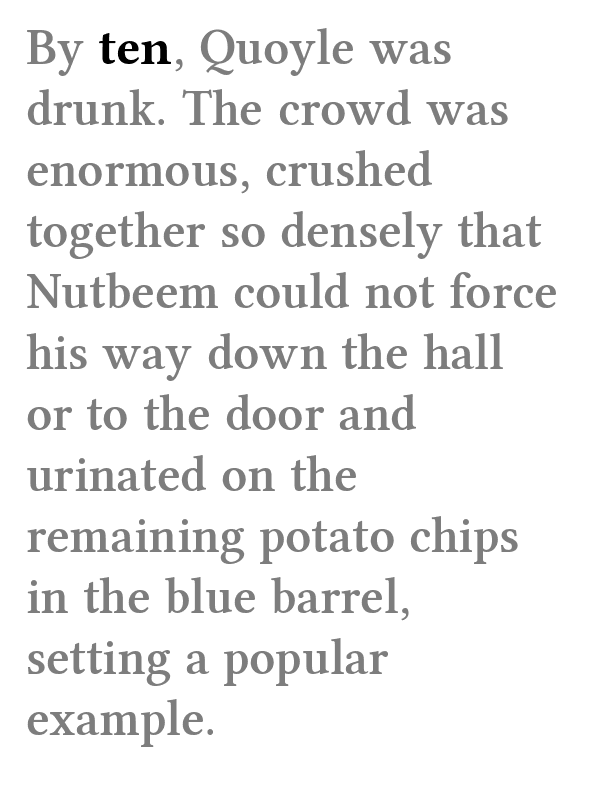 By ten, Quoyle was
drunk. The crowd was
enormous, crushed
together so densely that
Nutbeem could not force
his way down the hall
or to the door and
urinated on the
remaining potato chips
in the blue barrel,
setting a popular
example.